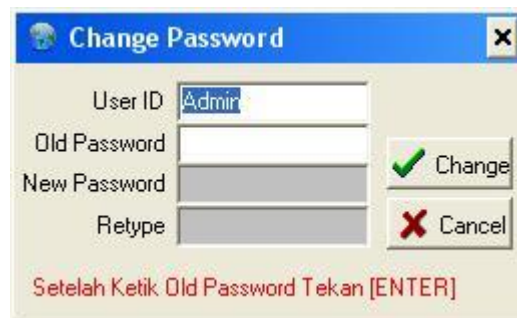 Change Password
User ID Admin
Old Password
Change
New Password
Retype
Cancel
Setelah Ketik Old Password Tekan [ENTER]